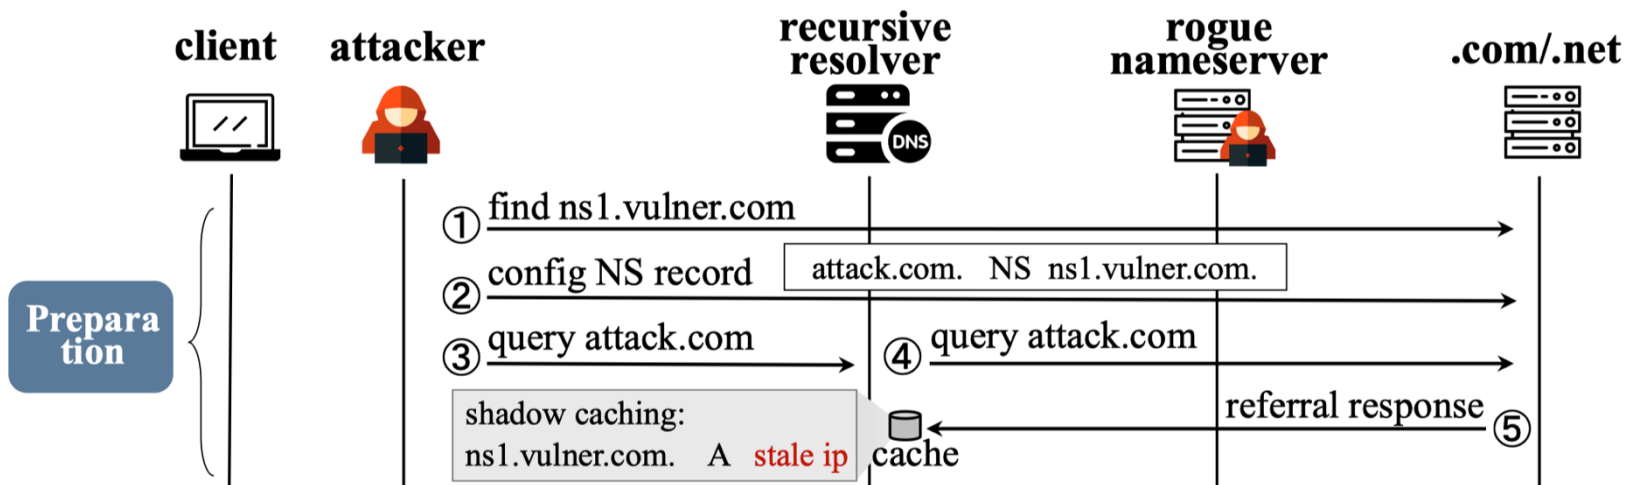 client
attacker
recursive
resolver
rogue
nameserver
.com/.net
DNS
① find ns1.vulner.com
② config NS record
attack.com. NS ns1.vulner.com.
Prepara
tion
③ query attack.com
④ query attack.com
referral response ⑤
shadow caching:
ns1.vulner.com. A stale ip
cache